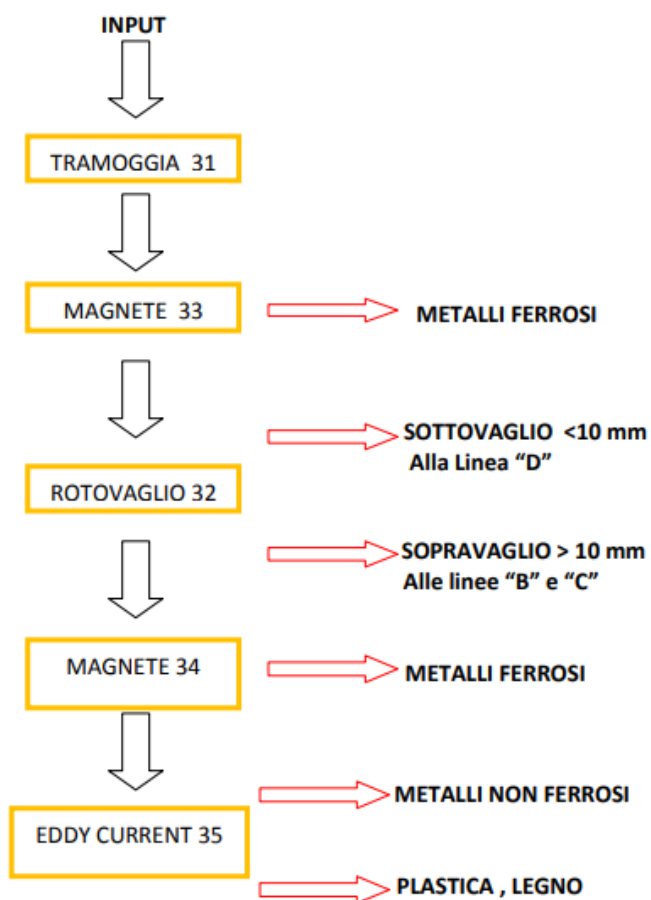 INPUT
TRAMOGGIA 31
MAGNETE 33
METALLI FERROSI
SOTTOVAGLIO <10 mm
Alla Linea “D”
ROTOVAGLIO 32
SOPRAVAGLIO > 10 mm
Alle linee “B” e “C”
MAGNETE 34
METALLI FERROSI
METALLI NON FERROSI
EDDY CURRENT 35
PLASTICA , LEGNO